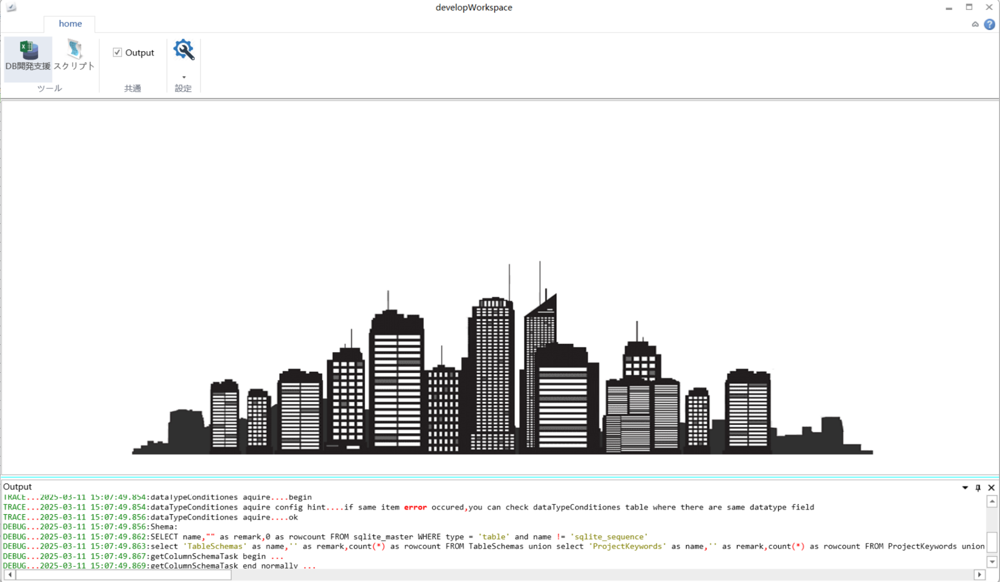 developWorkspace
home
DB開発支援 スクリプト
Output
ツール
共通
設定
Output
TRACE...2025-03-11 15:07:49.854:dataTypeConditiones aquire....begin
TRACE...2025-03-11 15:07:49.854:dataTypeConditiones aquire config hint....if same item error occured,you can check dataTypeConditiones table where there are same datatype field
TRACE...2025-03-11 15:07:49.856:dataTypeConditiones aquire....ok
DEBUG...2025-03-11 15:07:49.856:Shema:
DEBUG...2025-03-11 15:07:49.862:SELECT name,"" as remark,0 as rowcount FROM sqlite_master WHERE type = 'table' and name != 'sqlite_sequence'
DEBUG...2025-03-11 15:07:49.863:select 'TableSchemas' as name,'' as remark,count(*) as rowcount FROM TableSchemas union select 'ProjectKeywords' as name,'' as remark,count(*) as rowcount FROM ProjectKeywords union
DEBUG...2025-03-11 15:07:49.867:getColumnSchemaTask begin ...
DEBUG...2025-03-11 15:07:49.869:getColumnSchemaTask end normally ...